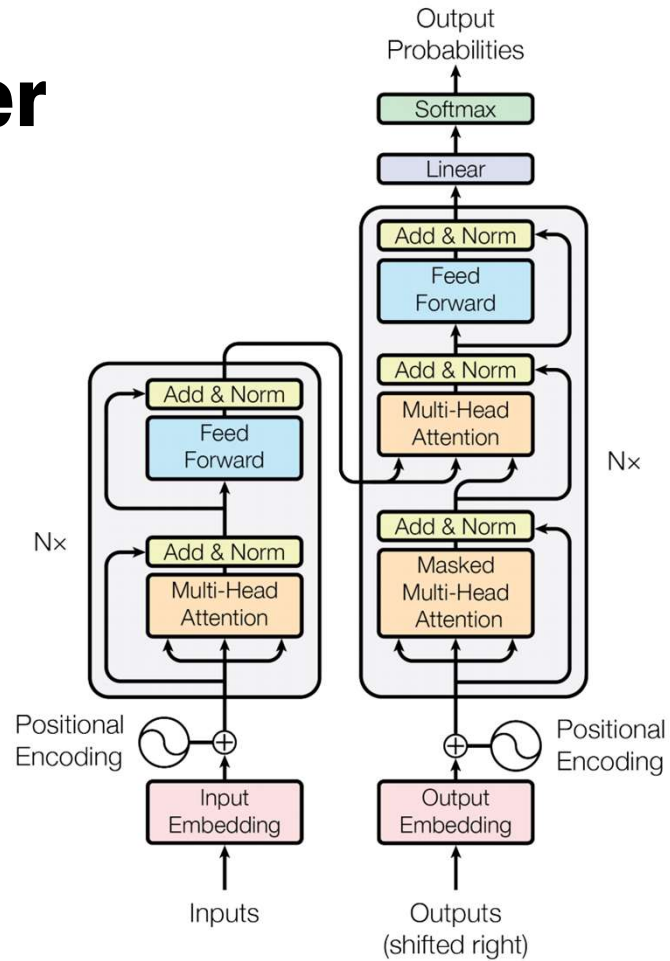 er
Output
Probabilities
Softmax
Linear
Add & Norm
Feed
Forward
Add & Norm
Multi-Head
Attention
Nx
Add & Norm
Masked
Multi-Head
Attention
Add & Norm
Feed
Forward
Nx
Add & Norm
Multi-Head
Attention
Positional
Encoding
Positional
Encoding
Input
Embedding
Output
Embedding
Inputs
Outputs
(shifted right)